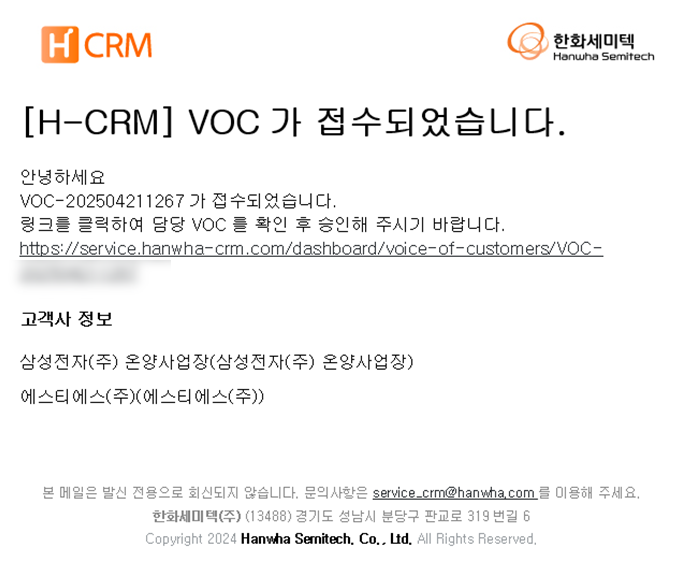 H CRM
한화세미텍
Hanwha Semitech
[H-CRM] VOC 가 접수되었습니다.
안녕하세요
VOC-202504211267 가 접수되었습니다.
링크를 클릭하여 담당 VOC 를 확인 후 승인해 주시기 바랍니다.
https://service.hanwha-crm.com/dashboard/voice-of-customers/VOC-
고객사 정보
삼성전자(주) 온양사업장(삼성전자(주) 온양사업장)
에스티에스(주)(에스티에스(주))
본 메일은 발신 전용으로 회신되지 않습니다. 문의사항은 service_crm@hanwha.com 를 이용해 주세요.
한화세미텍(주) (13488) 경기도 성남시 분당구 판교로 319 번길 6
Copyright 2024 Hanwha Semitech. Co., Ltd. All Rights Reserved.